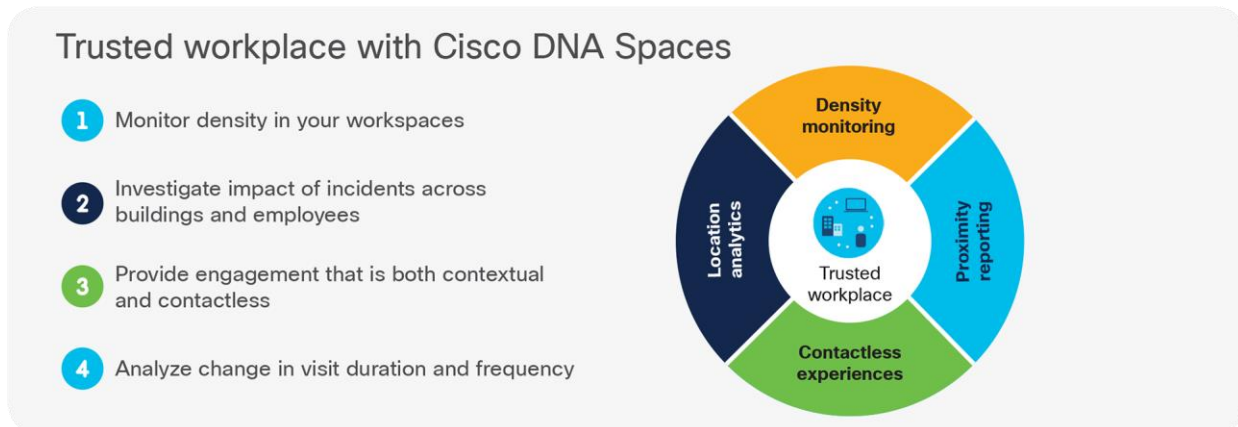 Trusted workplace with Cisco DNA Spaces
1
Monitor density in your workspaces
2
Investigate impact of incidents across
buildings and employees
3
Provide engagement that is both contextual
and contactless
4
Analyze change in visit duration and frequency
Density
monitoring
Proximity
reporting
Contactless
experiences
Location
analytics
Trusted
workplace